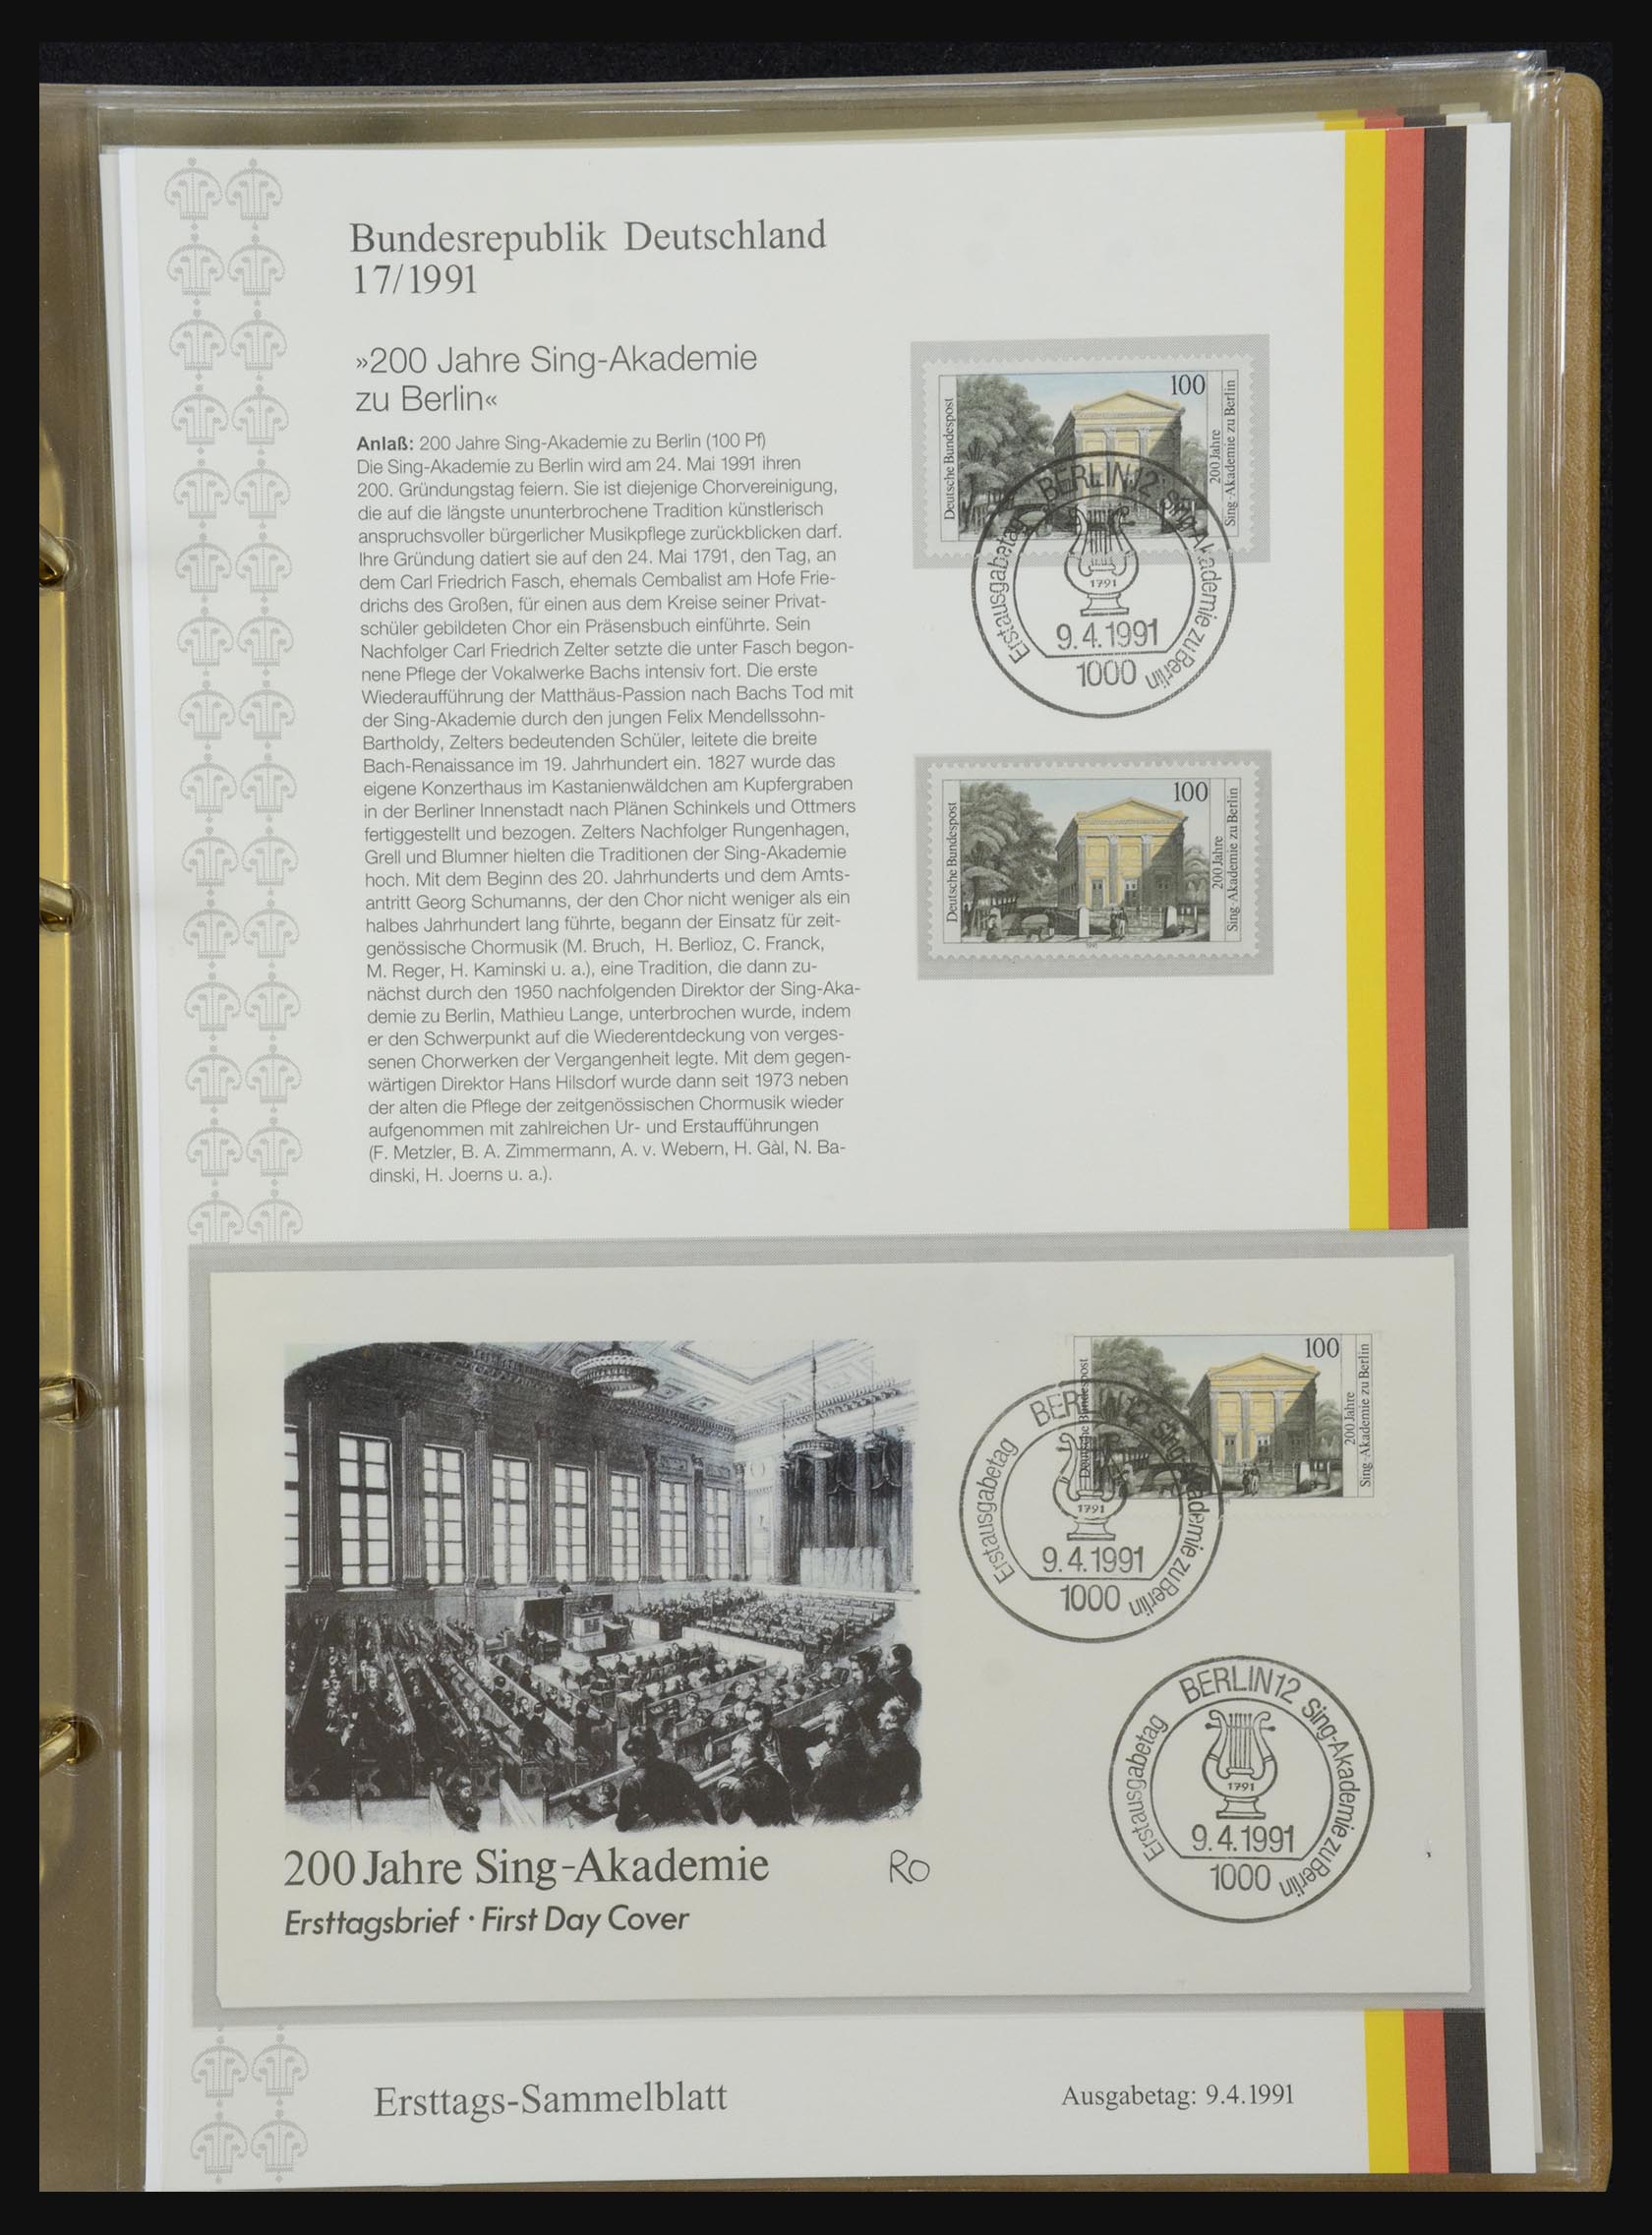 Bundesrepublik Deutschland
17/1991
»200 Jahre Sing-Akademie
zu Berlin«
Anlaß: 200 Jahre Sing-Akademie zu Berlin (100 Pf)
Die Sing-Akademie zu Berlin wird am 24. Mai 1991 ihren
200. Gründungstag feiern. Sie ist diejenige Chorvereinigung,
die auf die längste ununterbrochene Tradition künstlerisch
anspruchsvoller bürgerlicher Musikpflege zurückblicken darf.
Ihre Gründung datiert sie auf den 24. Mai 1791, den Tag, an
dem Carl Friedrich Fasch, ehemals Cembalist am Hofe Frie-
drichs des Großen, für einen aus dem Kreise seiner Privat-
schüler gebildeten Chor ein Präsensbuch einführte. Sein
Nachfolger Carl Friedrich Zelter setzte die unter Fasch begon-
nene Pflege der Vokalwerke Bachs intensiv fort. Die erste
Wiederaufführung der Matthäus-Passion nach Bachs Tod mit
der Sing-Akademie durch den jungen Felix Mendellssohn-
Bartholdy, Zelters bedeutenden Schüler, leitete die breite
Bach-Renaissance im 19. Jahrhundert ein. 1827 wurde das
eigene Konzerthaus im Kastanienwäldchen am Kupfergraben
in der Berliner Innenstadt nach Plänen Schinkels und Ottmers
fertiggestellt und bezogen. Zelters Nachfolger Rungenhagen,
Grell und Blumner hielten die Traditionen der Sing-Akademie
hoch. Mit dem Beginn des 20. Jahrhunderts und dem Amts-
antritt Georg Schumanns, der den Chor nicht weniger als ein
halbes Jahrhundert lang führte, begann der Einsatz für zeit-
genössische Chormusik (M. Bruch, H. Berlioz, C. Franck,
M. Reger, H. Kaminski u. a.), eine Tradition, die dann zu-
nächst durch den 1950 nachfolgenden Direktor der Sing-Aka-
demie zu Berlin, Mathieu Lange, unterbrochen wurde, indem
er den Schwerpunkt auf die Wiederentdeckung von verges-
senen Chorwerken der Vergangenheit legte. Mit dem gegen-
wärtigen Direktor Hans Hilsdorf wurde dann seit 1973 neben
der alten die Pflege der zeitgenössischen Chormusik wieder
aufgenommen mit zahlreichen Ur- und Erstaufführungen
(F. Metzler, B. A. Zimmermann, A. v. Webern, H. Gàl, N. Ba-
dinski, H. Joerns u. a.).
Deutsche Bundespost
100
200 Jahre
Sing-Akademie zu Berlin
Erstausgabetag BERLIN 12 Sing-Akademie zu Berlin
1791
9.4.1991
1000
Deutsche Bundespost
100
200 Jahre
Sing-Akademie zu Berlin
1991
Deutsche Bundespost
100
200 Jahre
Sing-Akademie zu Berlin
Erstausgabetag BERLIN 12 Sing-Akademie zu Berlin
1791
9.4.1991
1000
Erstausgabetag BERLIN 12 Sing-Akademie zu Berlin
1791
9.4.1991
1000
200 Jahre Sing-Akademie
RO
Ersttagsbrief · First Day Cover
Ersttags-Sammelblatt
Ausgabetag: 9.4.1991